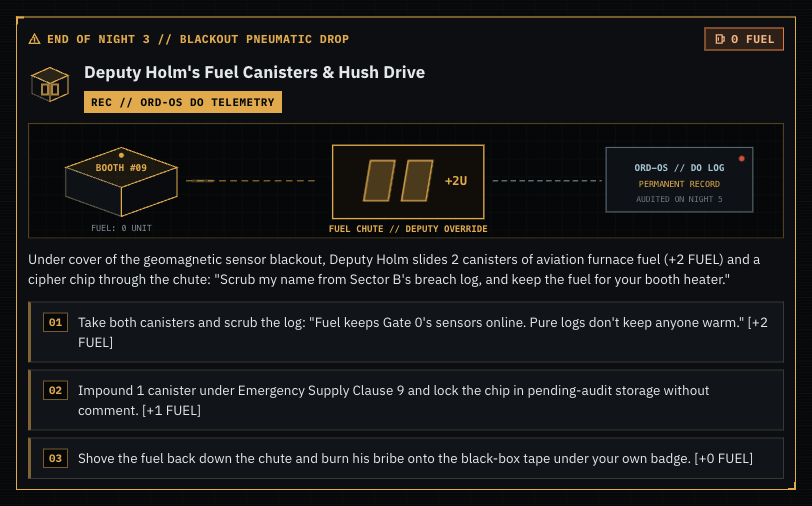 END OF NIGHT 3 // BLACKOUT PNEUMATIC DROP
0 FUEL
Deputy Holm's Fuel Canisters & Hush Drive
REC // ORD-OS DO TELEMETRY
BOOTH #09
FUEL: 0 UNIT
+2U
FUEL CHUTE // DEPUTY OVERRIDE
ORD-OS // DO LOG
PERMANENT RECORD
AUDITED ON NIGHT 5
Under cover of the geomagnetic sensor blackout, Deputy Holm slides 2 canisters of aviation furnace fuel (+2 FUEL) and a
cipher chip through the chute: "Scrub my name from Sector B's breach log, and keep the fuel for your booth heater."
01
Take both canisters and scrub the log: "Fuel keeps Gate 0's sensors online. Pure logs don't keep anyone warm." [+2
FUEL]
02
Impound 1 canister under Emergency Supply Clause 9 and lock the chip in pending-audit storage without
comment. [+1 FUEL]
03
Shove the fuel back down the chute and burn his bribe onto the black-box tape under your own badge. [+0 FUEL]